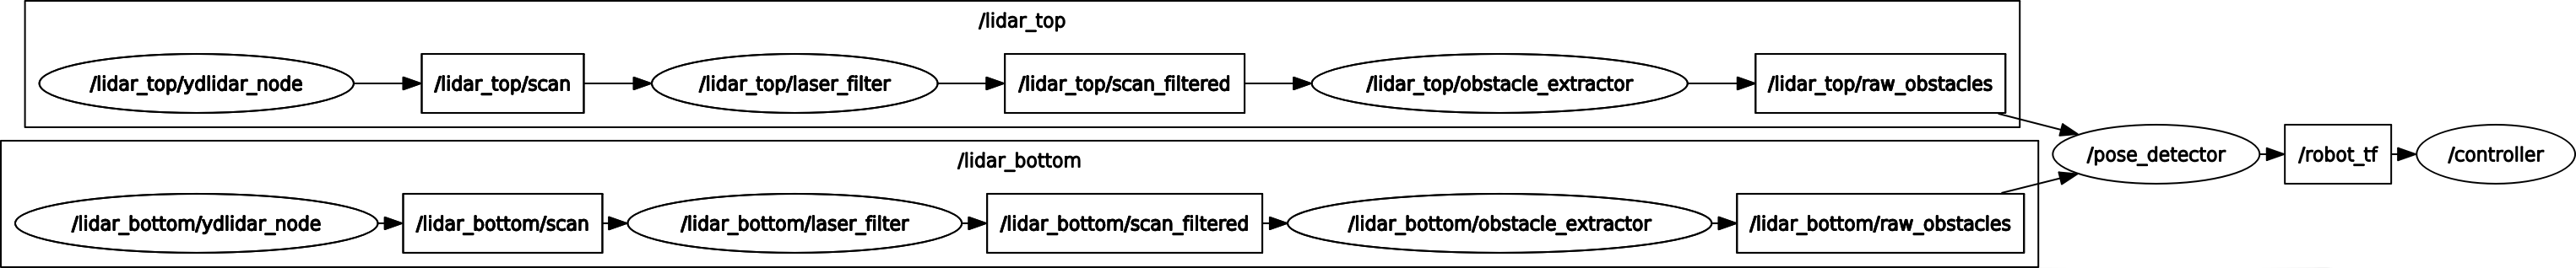 /lidar_top
/lidar_top/ydlidar_node
/lidar_top/scan
/lidar_top/laser_filter
/lidar_top/scan_filtered
/lidar_top/obstacle_extractor
/lidar_top/raw_obstacles
/lidar_bottom
/lidar_bottom/ydlidar_node
/lidar_bottom/scan
/lidar_bottom/laser_filter
/lidar_bottom/scan_filtered
/lidar_bottom/obstacle_extractor
/lidar_bottom/raw_obstacles
/pose_detector
/robot_tf
/controller